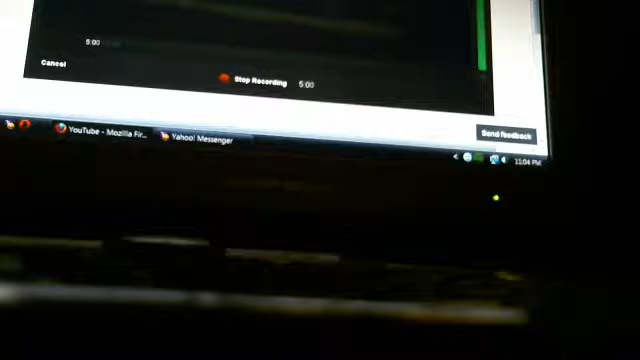 5:00
Cancel
Stop Recording 5:00
Send feedback
YouTube - Mozilla Fir...
Yahoo! Messenger
11:04 PM